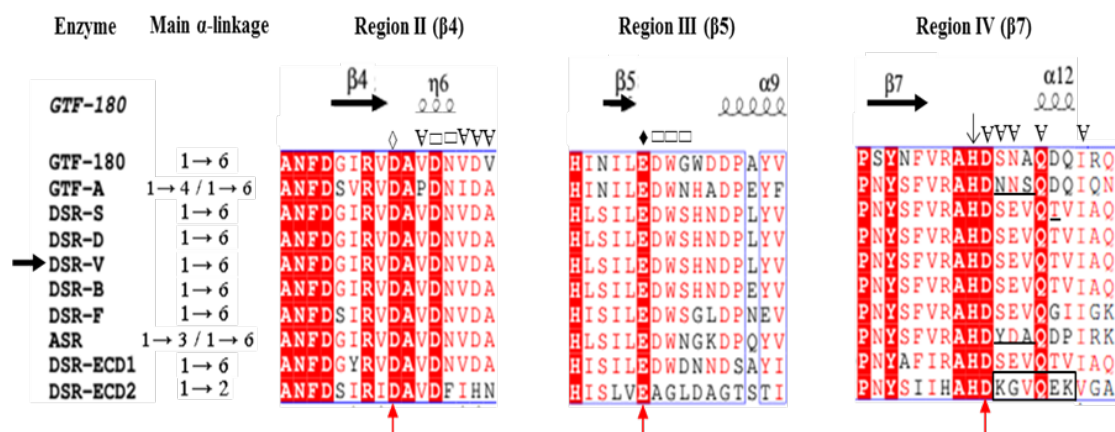 Enzyme Main α-linkage Region II (β4) Region III (β5) Region IV (β7)
β4 η6 β5 α9 β7 α12
GTF-180
GTF-180 1→6 ANFDGIRVDAVDNVDV HINILEDWGWDDPAYV PSYNFVRAHDSNAQDQIRQ
GTF-A 1→4 / 1→6 ANFDSVRVDAPDNIDA HINILEDWNHADPEYF PNYSFVRAHDNNSQDQIQN
DSR-S 1→6 ANFDGIRVDAVDNVDA HLSILEDWSHNDPLYV PNYSFVRAHDSEVQTVIAQ
DSR-D 1→6 ANFDGIRVDAVDNVDA HLSILEDWSHNDPLYV PNYSFVRAHDSEVQTVIAQ
DSR-V 1→6 ANFDGIRVDAVDNVDA HLSILEDWSHNDPLYV PNYSFVRAHDSEVQTVIAQ
DSR-B 1→6 ANFDGIRVDAVDNVDA HLSILEDWSHNDPEYV PNYSFVRAHDSEVQTVIAQ
DSR-F 1→6 ANFDSIRVDAVDNVDA HLSILEDWSGLDPNEV PNYSFVRAHDSEVQGIIGK
ASR 1→3 / 1→6 ANFDGIRVDAVDNVDA HLSILEDWNGKDPQYV PNYSFVRAHDYDAQDPIRK
DSR-ECD1 1→6 ANFDGYRVDAVDNVDA HISILEDWDNNDSAYI PNYAFIRAHDSEVQTVIAQ
DSR-ECD2 1→2 ANFDSIRIDAVDFIHN HISLVEAGLDAGTSTI PNYSIIHAHDKGVQEKVGA